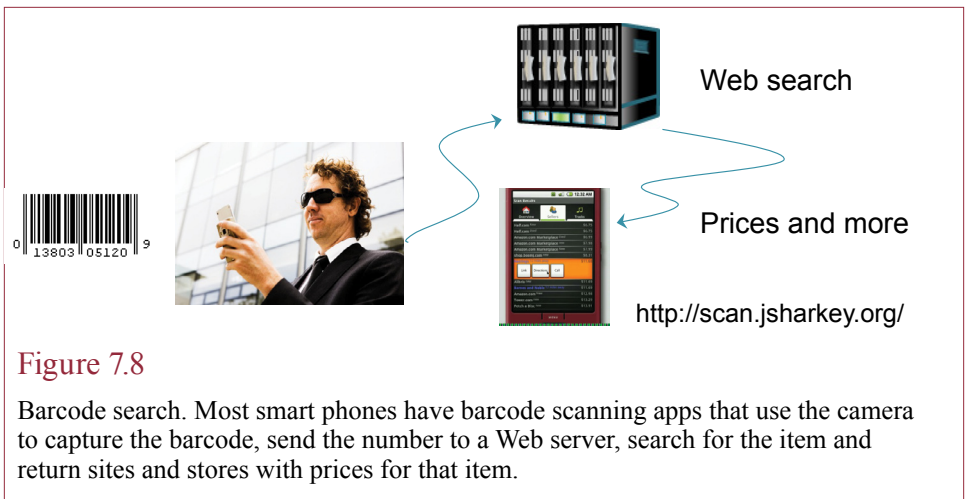 Web search
0 13803 05120 9
Prices and more
http://scan.jsharkey.org/
Figure 7.8
Barcode search. Most smart phones have barcode scanning apps that use the camera
to capture the barcode, send the number to a Web server, search for the item and
return sites and stores with prices for that item.